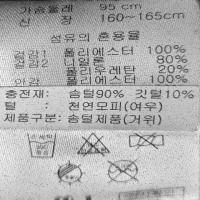 가슴둘레 95 cm
신 장 160~165cm
섬유의 혼용율
겉감1 폴리에스터 100%
겉감2 나일론 80%
폴리우레탄 20%
안감 폴리에스터 100%
충전재: 솜털90% 깃털10%
털 : 천연모피(여우)
제품구분: 솜털제품(거위)